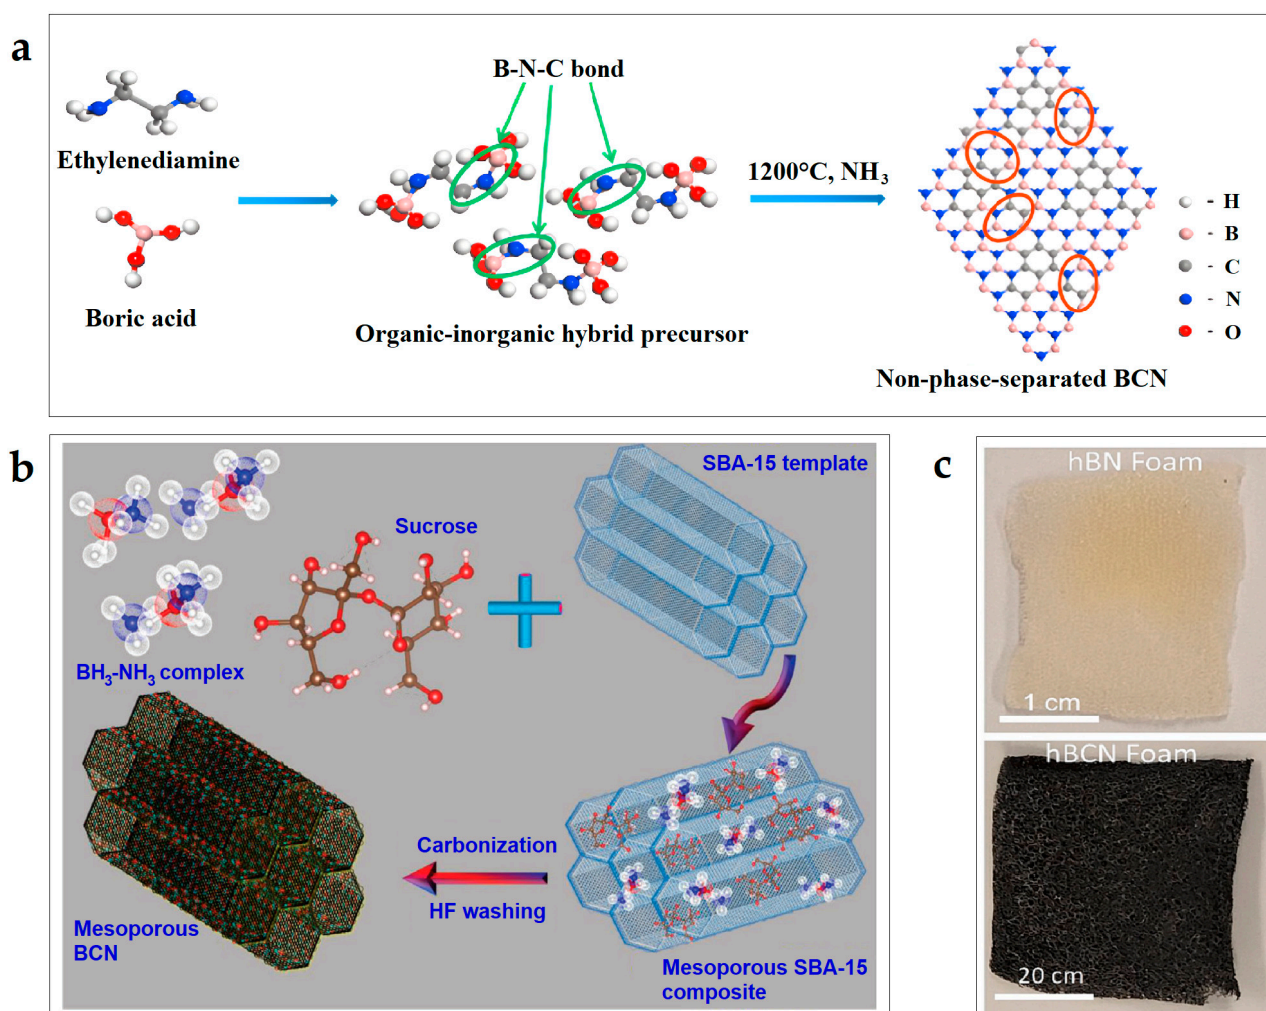 a
B-N-C bond
Ethylenediamine
Boric acid
Organic-inorganic hybrid precursor
1200°C, NH₃
Non-phase-separated BCN
- H
- B
- C
- N
- O
b
SBA-15 template
Sucrose
BH₃-NH₃ complex
Carbonization
HF washing
Mesoporous
BCN
Mesoporous SBA-15
composite
c
hBN Foam
1 cm
hBCN Foam
20 cm